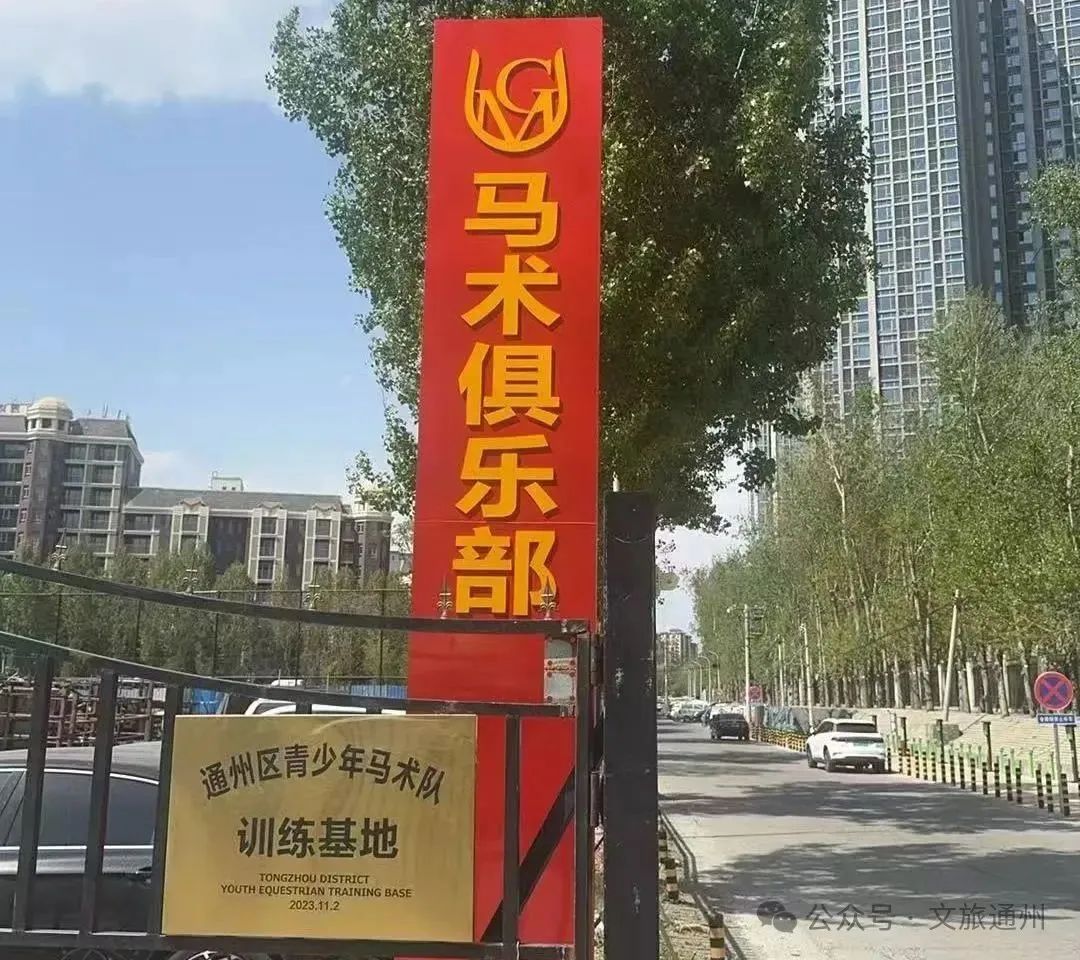 马术俱乐部
通州区青少年马术队
训练基地
TONGZHOU DISTRICT
YOUTH EQUESTRIAN TRAINING BASE
2023.11.2
公众号 · 文旅通州